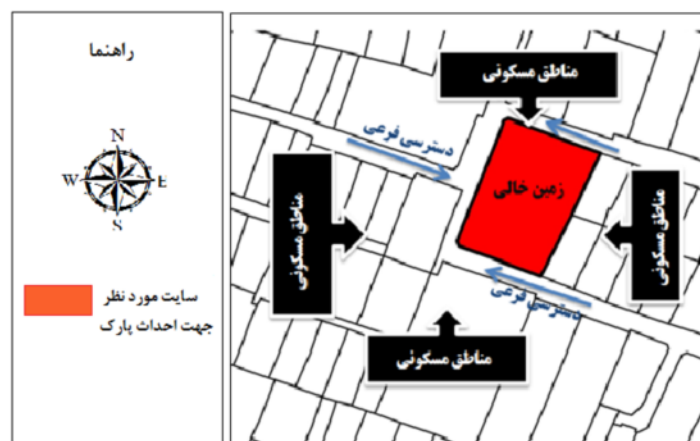 راهنما
N
W E
S
سایت مورد نظر
جهت احداث پارک
مناطق مسکونی
دسترسی فرعی
زمین خالی
مناطق مسکونی
مناطق مسکونی
دسترسی فرعی
مناطق مسکونی